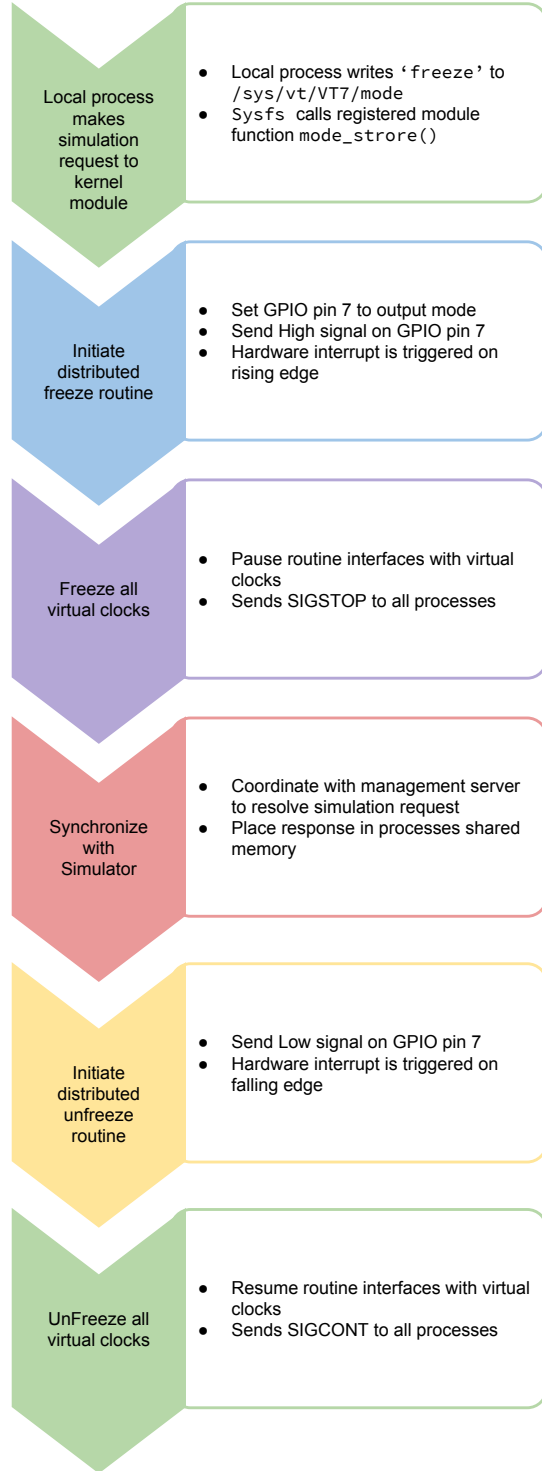 Local process
makes
simulation
request to
kernel
module
● Local process writes ‘freeze’ to
/sys/vt/VT7/mode
● Sysfs calls registered module
function mode_strore()
Initiate
distributed
freeze routine
● Set GPIO pin 7 to output mode
● Send High signal on GPIO pin 7
● Hardware interrupt is triggered on
rising edge
Freeze all
virtual clocks
● Pause routine interfaces with virtual
clocks
● Sends SIGSTOP to all processes
Synchronize
with
Simulator
● Coordinate with management server
to resolve simulation request
● Place response in processes shared
memory
Initiate
distributed
unfreeze
routine
● Send Low signal on GPIO pin 7
● Hardware interrupt is triggered on
falling edge
UnFreeze all
virtual clocks
● Resume routine interfaces with virtual
clocks
● Sends SIGCONT to all processes